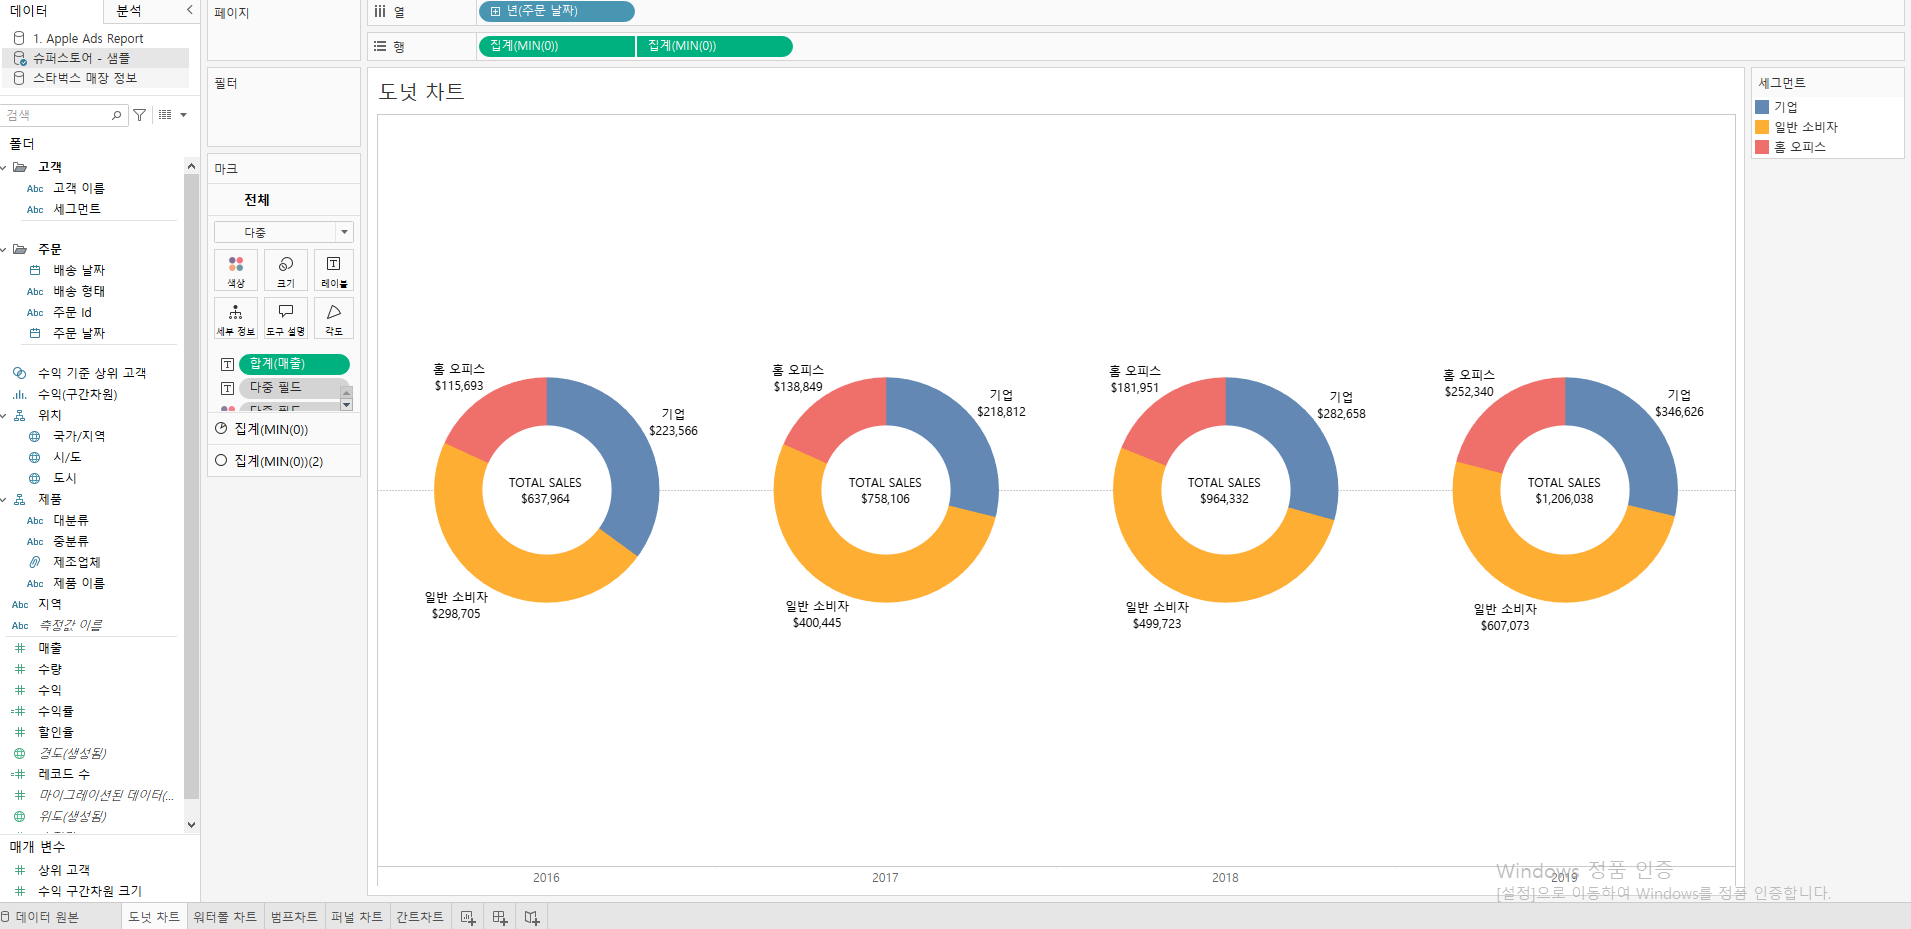 데이터
분석
1. Apple Ads Report
슈퍼스토어 - 샘플
스타벅스 매장 정보
검색
폴더
고객
Abc 고객 이름
Abc 세그먼트
주문
배송 날짜
Abc 배송 형태
Abc 주문 Id
주문 날짜
수익 기준 상위 고객
수익(구간차원)
위치
국가/지역
시/도
도시
제품
Abc 대분류
Abc 중분류
제조업체
Abc 제품 이름
Abc 지역
Abc 측정값 이름
매출
수량
수익
수익률
할인율
경도(생성됨)
레코드 수
마이그레이션된 데이터(...
위도(생성됨)
매개 변수
상위 고객
수익 구간차원 크기
페이지
필터
마크
전체
다중
색상
크기
레이블
세부 정보
도구 설명
각도
합계(매출)
다중 필드
다중 필드
집계(MIN(0))
집계(MIN(0))(2)
열
년(주문 날짜)
행
집계(MIN(0))
집계(MIN(0))
도넛 차트
홈 오피스
$115,693
기업
$223,566
TOTAL SALES
$637,964
일반 소비자
$298,705
홈 오피스
$138,849
기업
$218,812
TOTAL SALES
$758,106
일반 소비자
$400,445
홈 오피스
$181,951
기업
$282,658
TOTAL SALES
$964,332
일반 소비자
$499,723
홈 오피스
$252,340
기업
$346,626
TOTAL SALES
$1,206,038
일반 소비자
$607,073
2016
2017
2018
2019
세그먼트
기업
일반 소비자
홈 오피스
Windows 정품 인증
[설정]으로 이동하여 Windows를 정품 인증합니다.
데이터 원본
도넛 차트
워터폴 차트
범프차트
퍼널 차트
간트차트